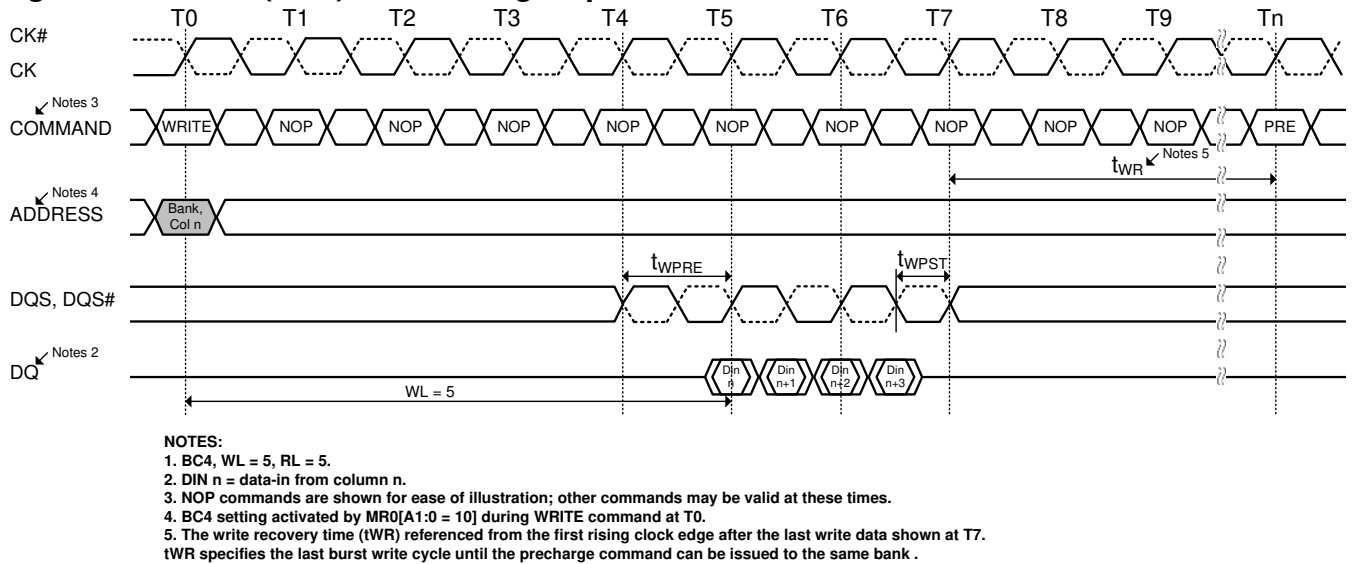 T0 T1 T2 T3 T4 T5 T6 T7 T8 T9 Tn
CK#
CK
Notes 3
COMMAND
WRITE NOP NOP NOP NOP NOP NOP NOP NOP NOP PRE
tWR Notes 5
Notes 4
ADDRESS
Bank,
Col n
tWPRE tWPST
DQS, DQS#
Notes 2
DQ
Din Din Din Din
n n+1 n+2 n+3
WL = 5
NOTES:
1. BC4, WL = 5, RL = 5.
2. DIN n = data-in from column n.
3. NOP commands are shown for ease of illustration; other commands may be valid at these times.
4. BC4 setting activated by MR0[A1:0 = 10] during WRITE command at T0.
5. The write recovery time (tWR) referenced from the first rising clock edge after the last write data shown at T7.
tWR specifies the last burst write cycle until the precharge command can be issued to the same bank .